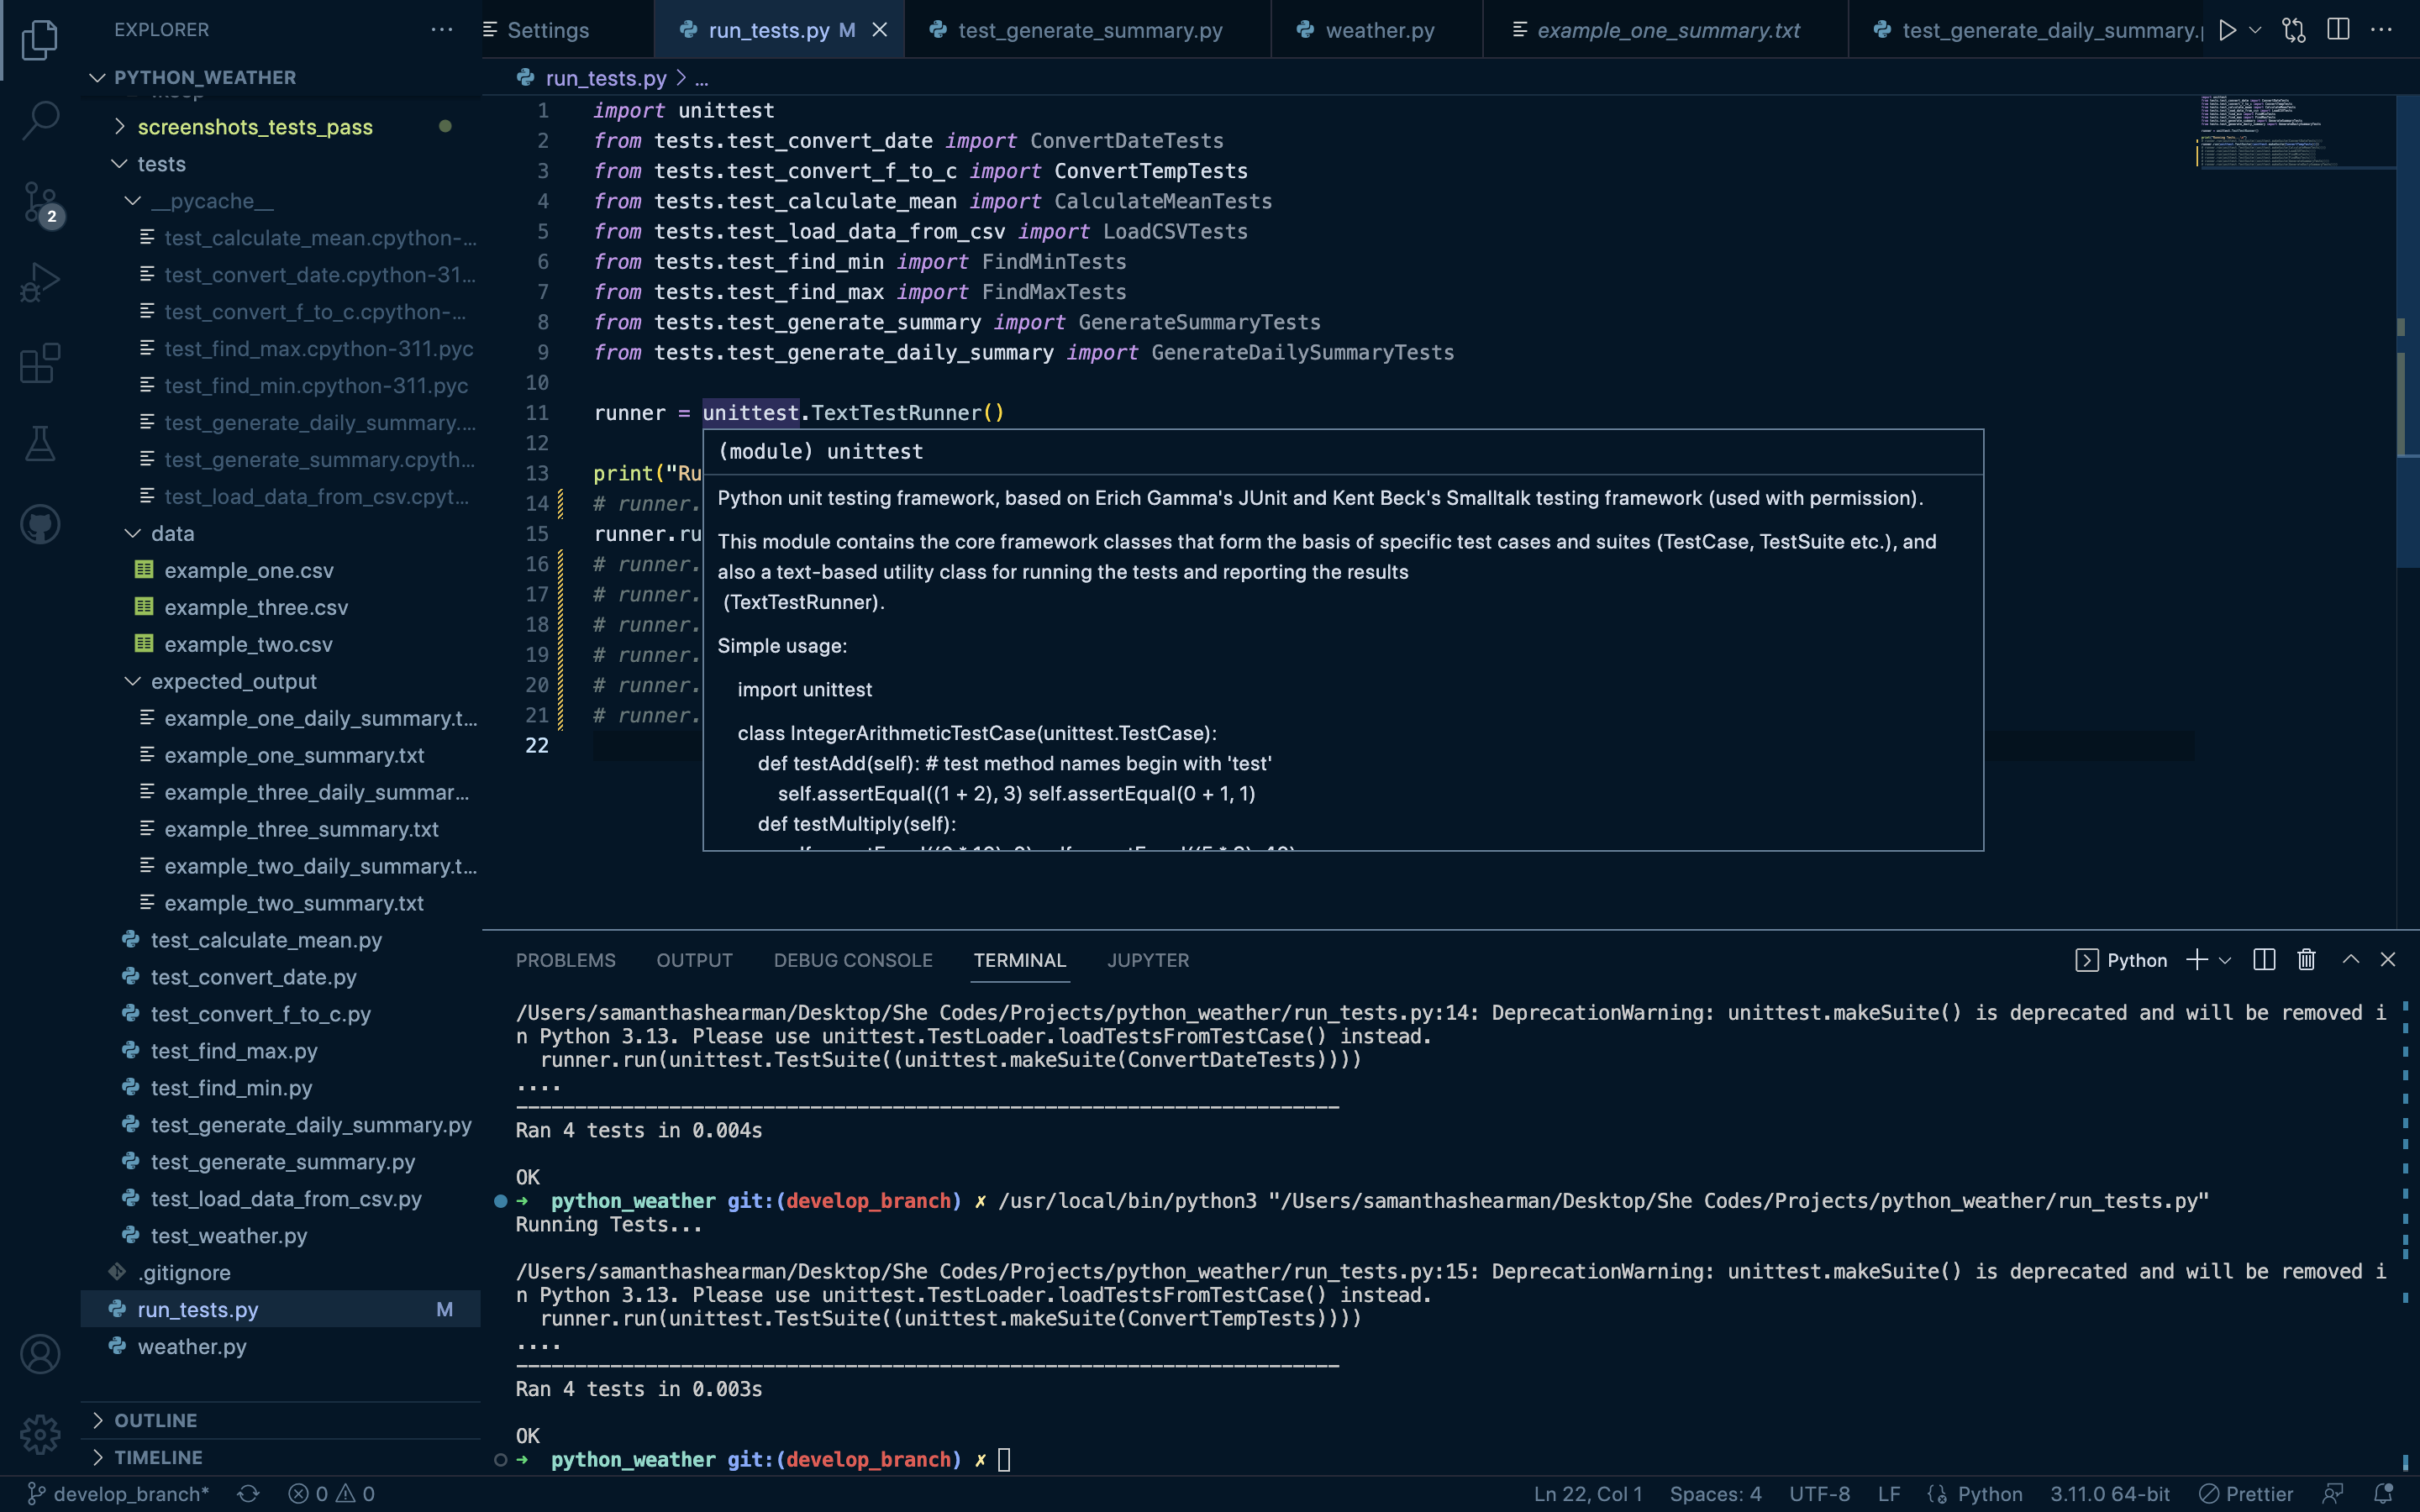 EXPLORER
PYTHON_WEATHER
screenshots_tests_pass
tests
__pycache__
test_calculate_mean.cpython-...
test_convert_date.cpython-31...
test_convert_f_to_c.cpython-...
test_find_max.cpython-311.pyc
test_find_min.cpython-311.pyc
test_generate_daily_summary....
test_generate_summary.cpyth...
test_load_data_from_csv.cpyt...
data
example_one.csv
example_three.csv
example_two.csv
expected_output
example_one_daily_summary.t...
example_one_summary.txt
example_three_daily_summar...
example_three_summary.txt
example_two_daily_summary.t...
example_two_summary.txt
test_calculate_mean.py
test_convert_date.py
test_convert_f_to_c.py
test_find_max.py
test_find_min.py
test_generate_daily_summary.py
test_generate_summary.py
test_load_data_from_csv.py
test_weather.py
.gitignore
run_tests.py M
weather.py
OUTLINE
TIMELINE
2
Settings run_tests.py M test_generate_summary.py weather.py example_one_summary.txt test_generate_daily_summary.
run_tests.py > ...
1 import unittest
2 from tests.test_convert_date import ConvertDateTests
3 from tests.test_convert_f_to_c import ConvertTempTests
4 from tests.test_calculate_mean import CalculateMeanTests
5 from tests.test_load_data_from_csv import LoadCSVTests
6 from tests.test_find_min import FindMinTests
7 from tests.test_find_max import FindMaxTests
8 from tests.test_generate_summary import GenerateSummaryTests
9 from tests.test_generate_daily_summary import GenerateDailySummaryTests
10
11 runner = unittest.TextTestRunner()
12
13 print("Ru
14 # runner.
15 runner.ru
16 # runner.
17 # runner.
18 # runner.
19 # runner.
20 # runner.
21 # runner.
22
(module) unittest
Python unit testing framework, based on Erich Gamma's JUnit and Kent Beck's Smalltalk testing framework (used with permission).
This module contains the core framework classes that form the basis of specific test cases and suites (TestCase, TestSuite etc.), and
also a text-based utility class for running the tests and reporting the results
(TextTestRunner).
Simple usage:
import unittest
class IntegerArithmeticTestCase(unittest.TestCase):
def testAdd(self): # test method names begin with 'test'
self.assertEqual((1 + 2), 3) self.assertEqual(0 + 1, 1)
def testMultiply(self):
PROBLEMS OUTPUT DEBUG CONSOLE TERMINAL JUPYTER Python
/Users/samanthashearman/Desktop/She Codes/Projects/python_weather/run_tests.py:14: DeprecationWarning: unittest.makeSuite() is deprecated and will be removed i
n Python 3.13. Please use unittest.TestLoader.loadTestsFromTestCase() instead.
runner.run(unittest.TestSuite((unittest.makeSuite(ConvertDateTests))))
....
----------------------------------------------------------------------
Ran 4 tests in 0.004s
OK
➜ python_weather git:(develop_branch) ✗ /usr/local/bin/python3 "/Users/samanthashearman/Desktop/She Codes/Projects/python_weather/run_tests.py"
Running Tests...
/Users/samanthashearman/Desktop/She Codes/Projects/python_weather/run_tests.py:15: DeprecationWarning: unittest.makeSuite() is deprecated and will be removed i
n Python 3.13. Please use unittest.TestLoader.loadTestsFromTestCase() instead.
runner.run(unittest.TestSuite((unittest.makeSuite(ConvertTempTests))))
....
----------------------------------------------------------------------
Ran 4 tests in 0.003s
OK
➜ python_weather git:(develop_branch) ✗
develop_branch* 0 0 Ln 22, Col 1 Spaces: 4 UTF-8 LF Python 3.11.0 64-bit Prettier